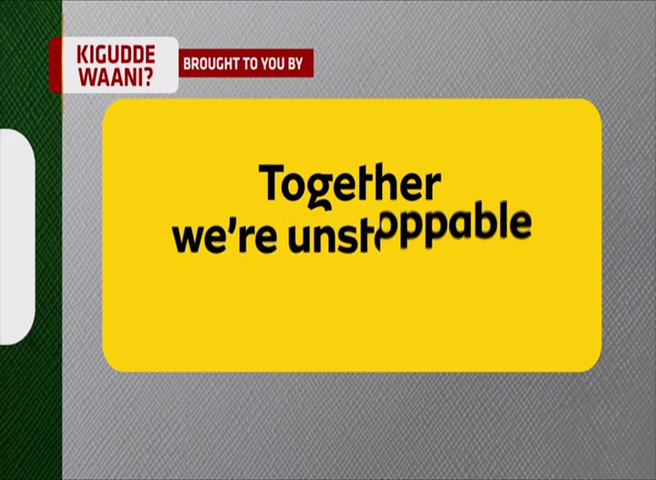 KIGUDDE
WAANI?
BROUGHT TO YOU BY
Together
we're unstoppable